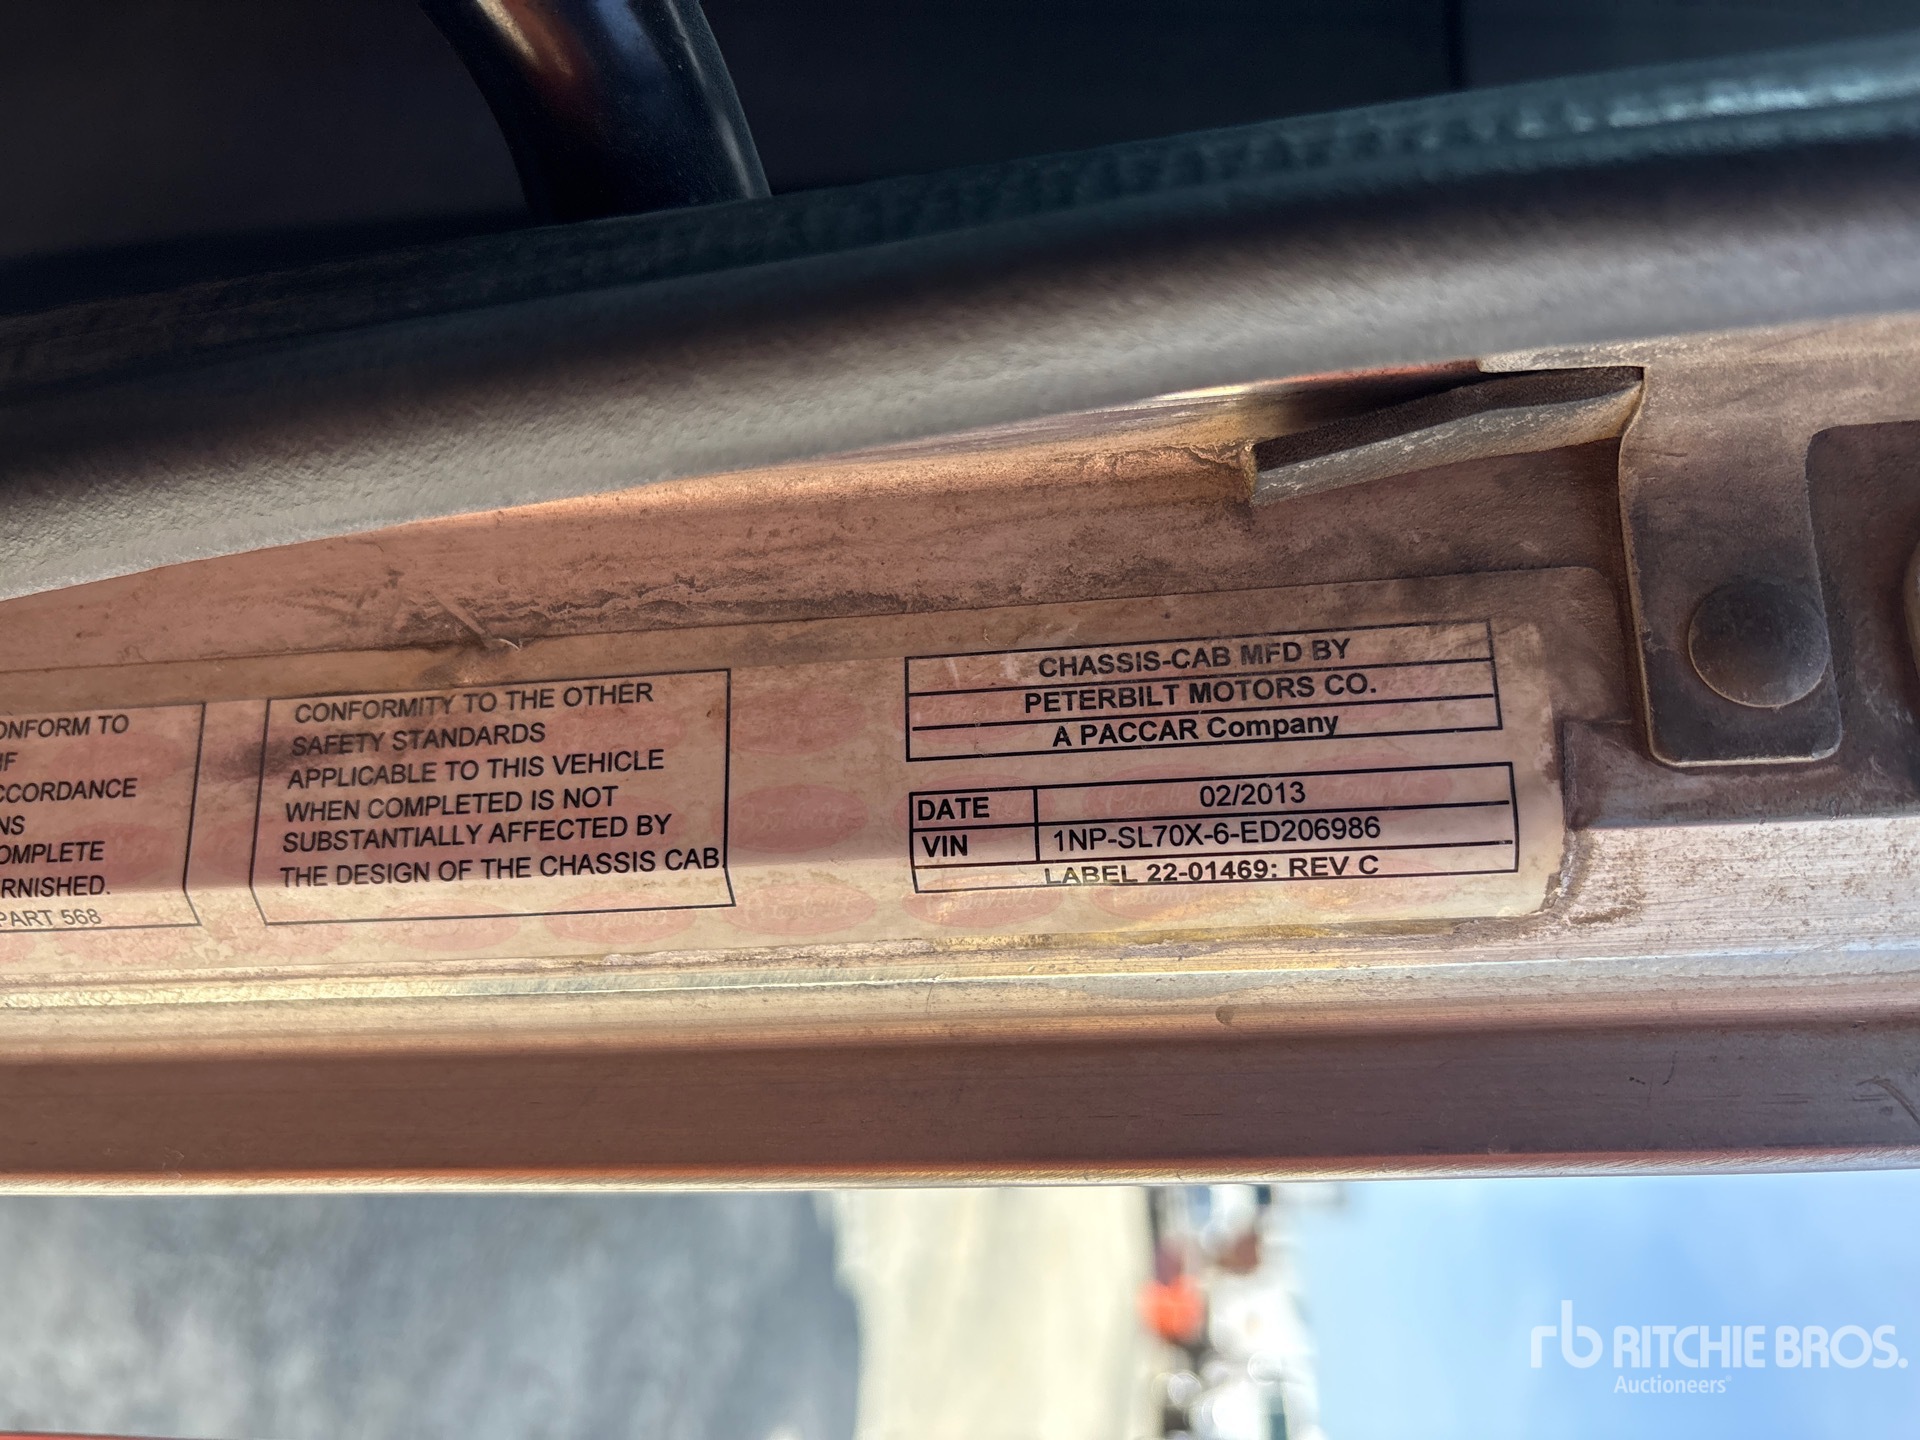 ONFORM TO
IF
CCORDANCE
NS
OMPLETE
RNISHED.
PART 568
CONFORMITY TO THE OTHER
SAFETY STANDARDS
APPLICABLE TO THIS VEHICLE
WHEN COMPLETED IS NOT
SUBSTANTIALLY AFFECTED BY
THE DESIGN OF THE CHASSIS CAB
CHASSIS-CAB MFD BY
PETERBILT MOTORS CO.
A PACCAR Company
DATE 02/2013
VIN 1NP-SL70X-6-ED206986
LABEL 22-01469: REV C
rb RITCHIE BROS.
Auctioneers